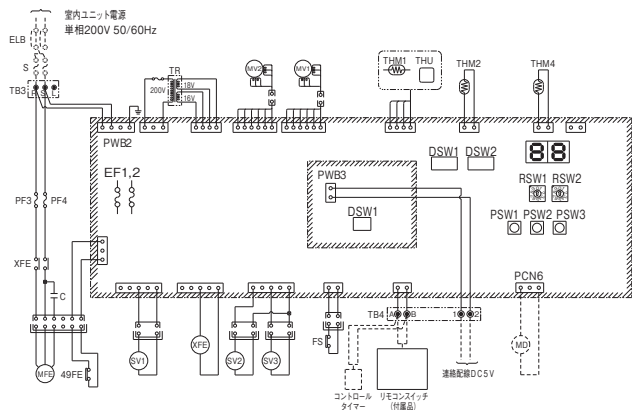 室内ユニット電源
単相200V 50/60Hz
ELB
S
TB3
TR
200V
18V
16V
MV2
MV1
THM1 THU
THM2
THM4
PWB2
EF1,2
DSW1 DSW2
PWB3
DSW1
RSW1 RSW2
PSW1 PSW2 PSW3
PF3 PF4
XFE
C
PCN6
MFE
49FE
SV1
XFE
SV2
SV3
FS
TB4 A B 1 2
MD
コントロール
タイマー
リモコンスイッチ
(付属品)
連絡配線DC5V